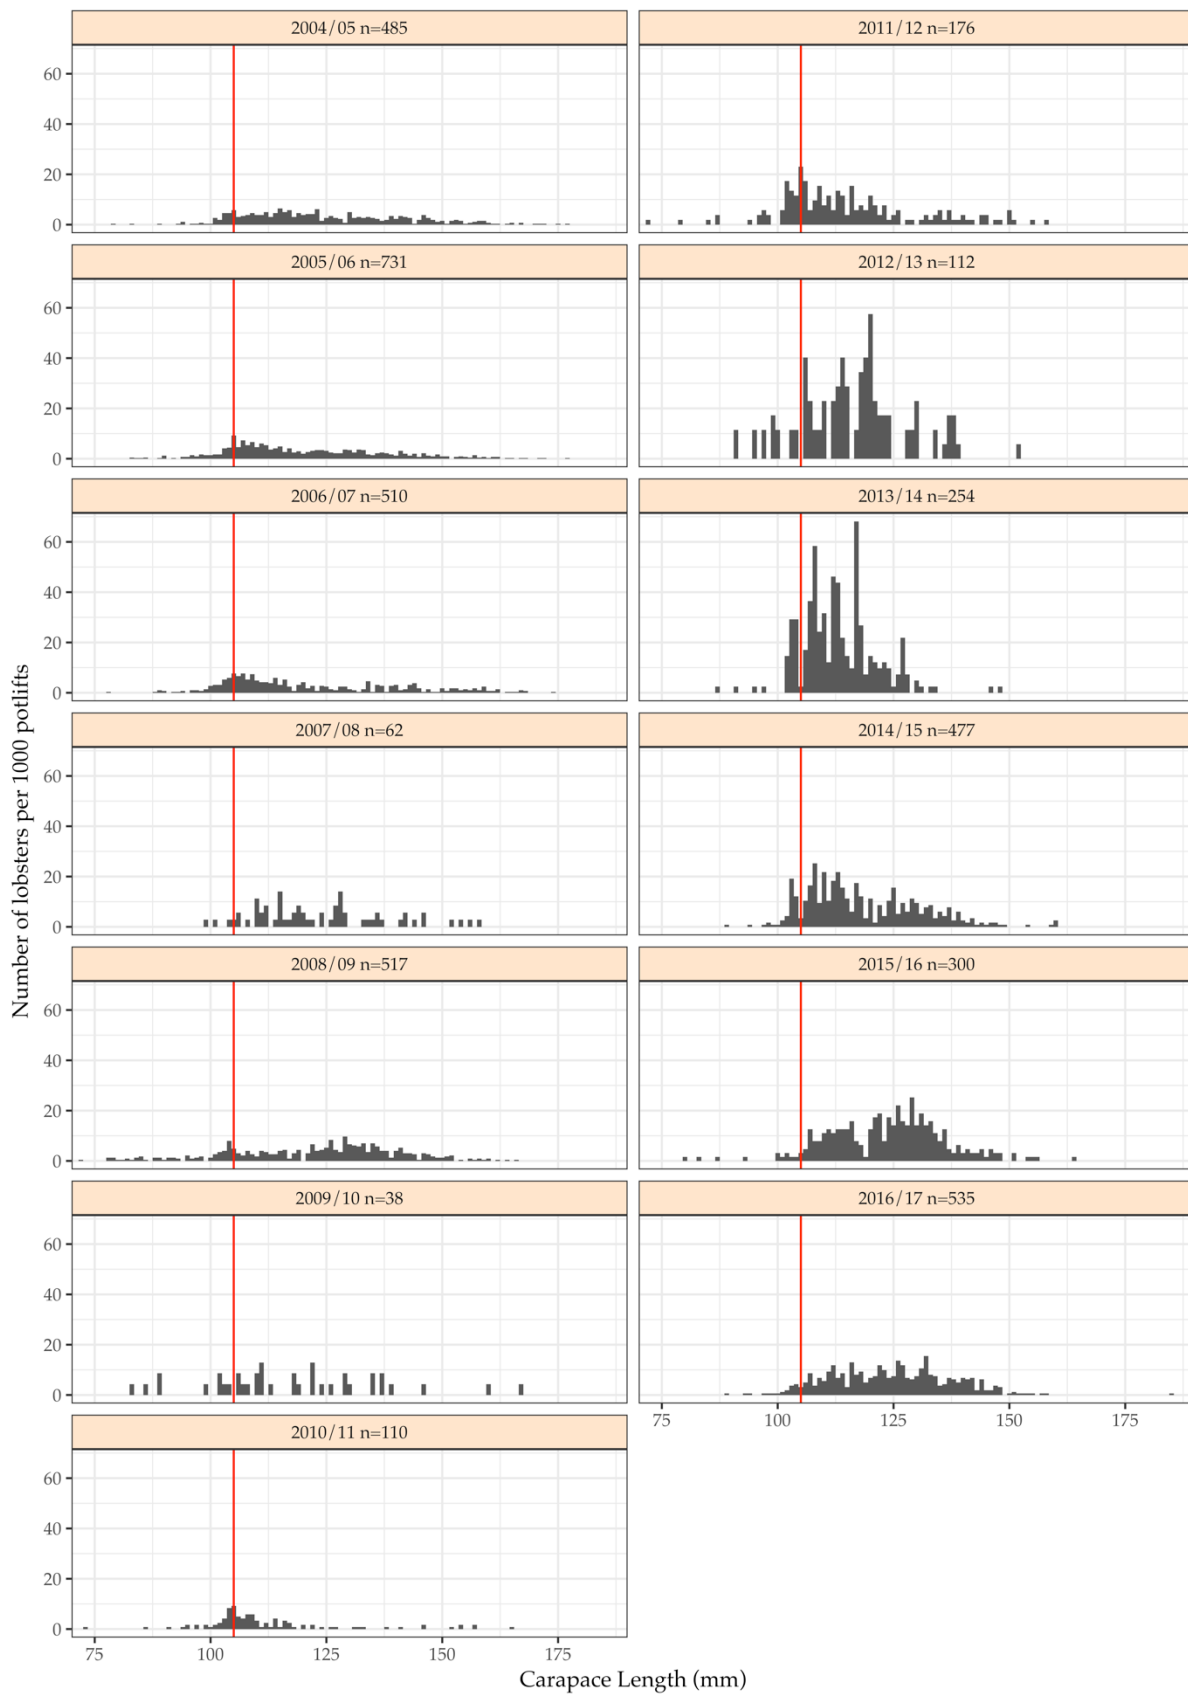 2004/05 n=485
60
40
20
0
2005/06 n=731
60
40
20
0
2006/07 n=510
60
40
20
0
2007/08 n=62
60
40
20
0
2008/09 n=517
60
40
20
0
2009/10 n=38
60
40
20
0
2010/11 n=110
60
40
20
0
75 100 125 150 175
2011/12 n=176
2012/13 n=112
2013/14 n=254
2014/15 n=477
2015/16 n=300
2016/17 n=535
75 100 125 150 175
Number of lobsters per 1000 potlifts
Carapace Length (mm)